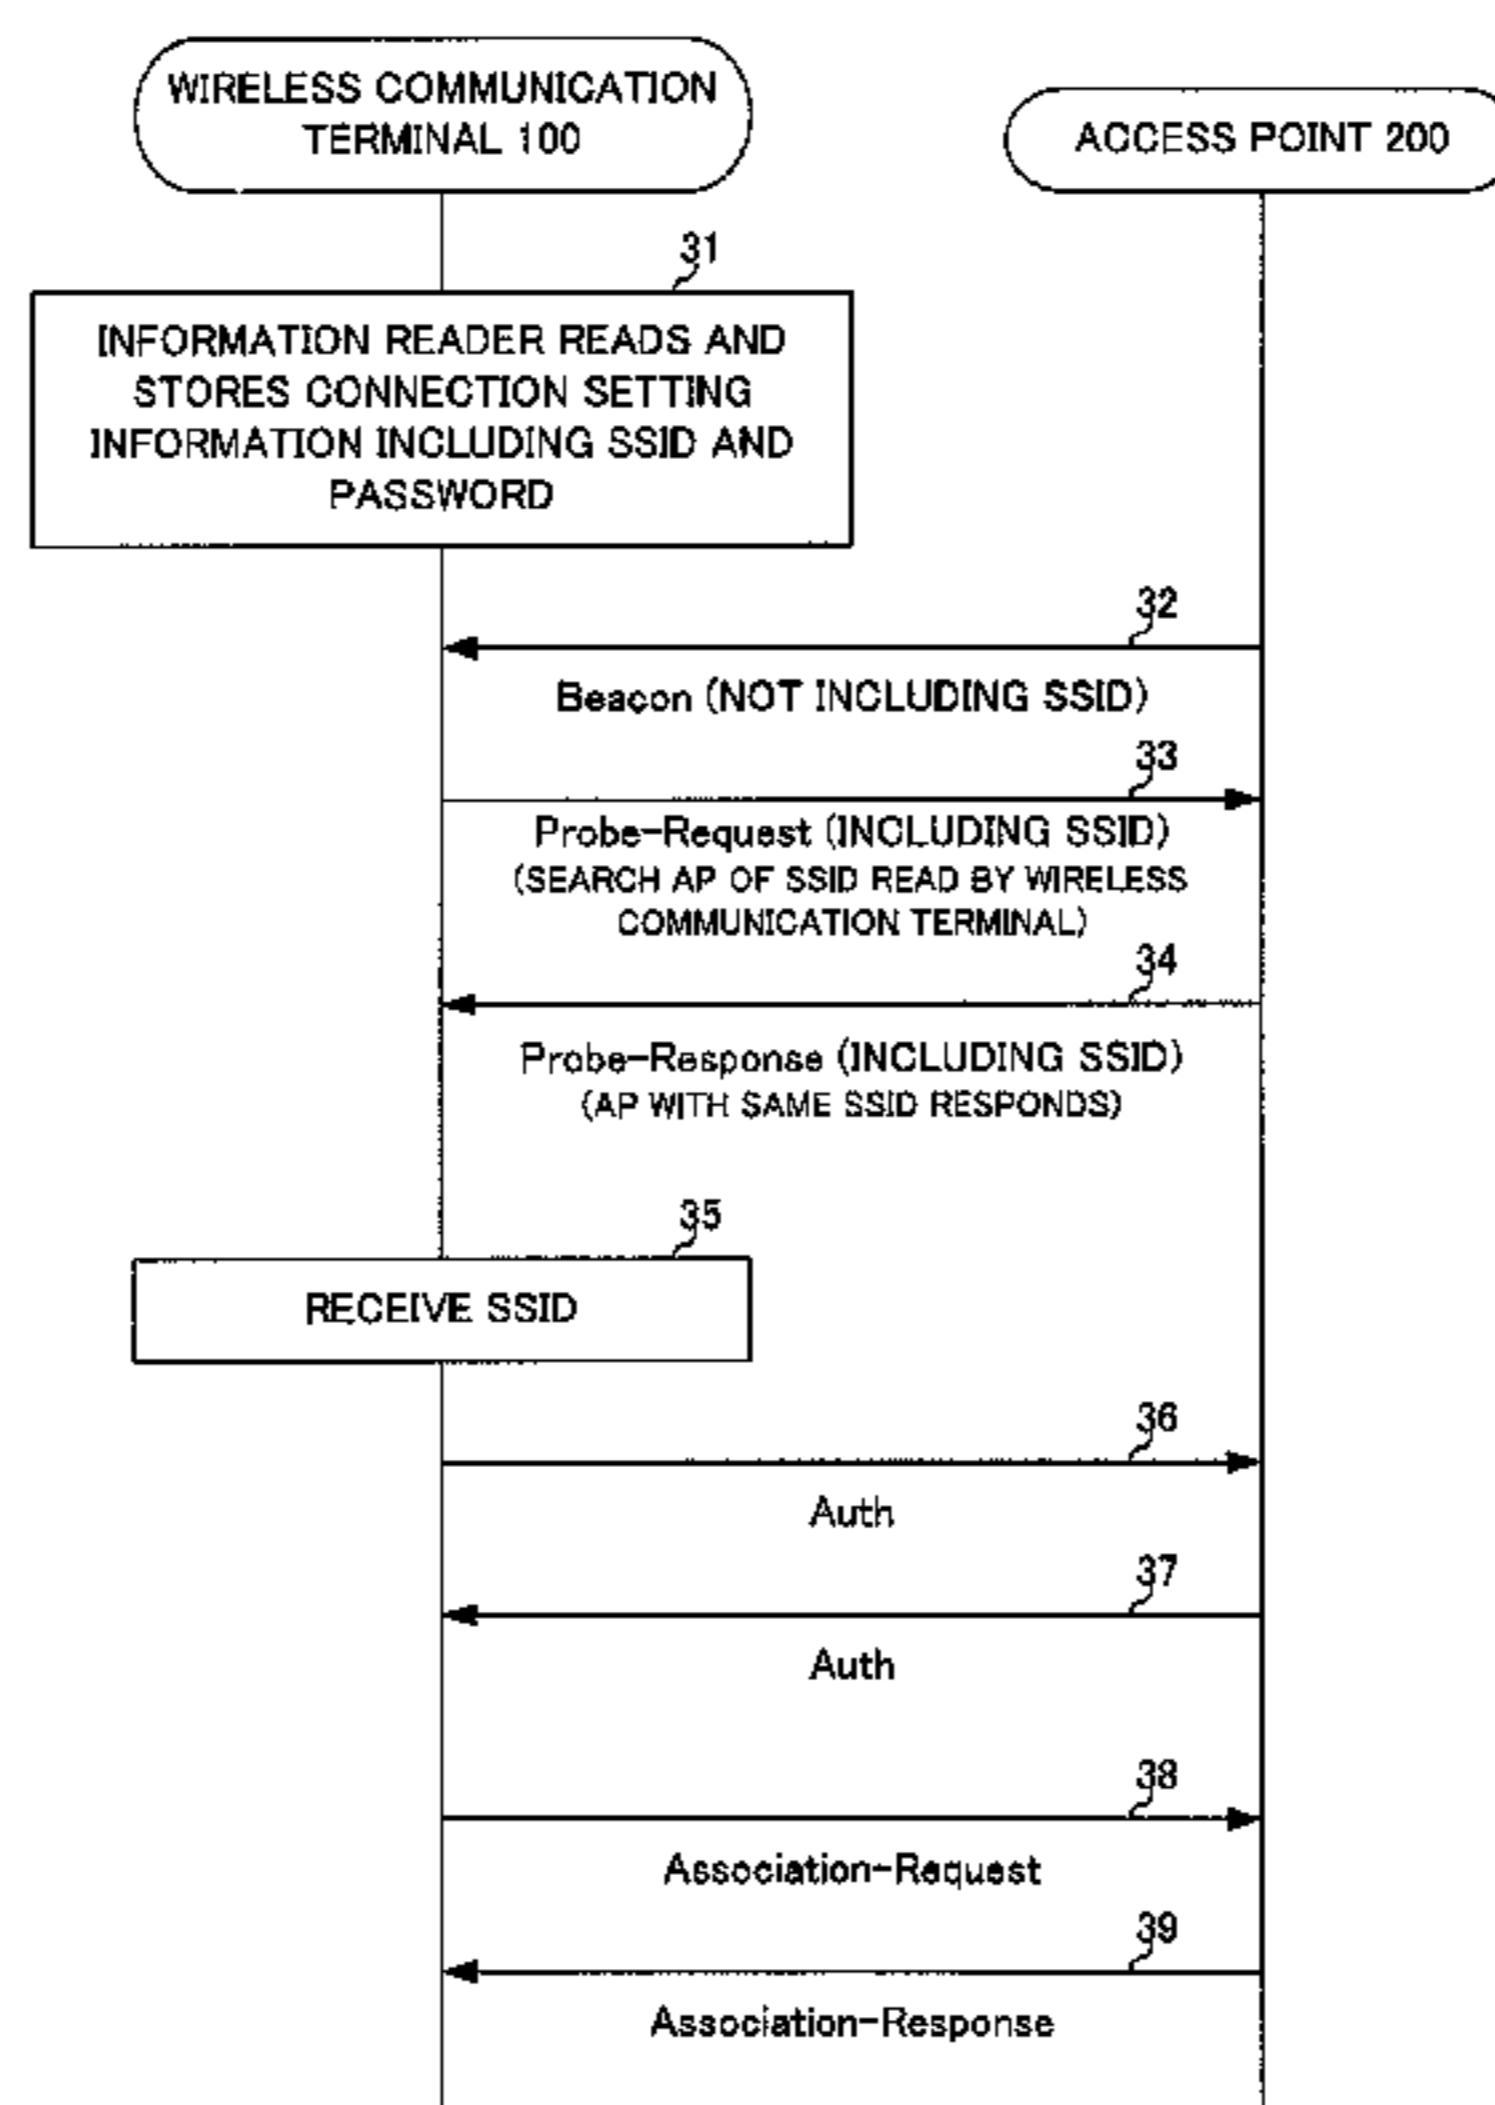 WIRELESS COMMUNICATION
TERMINAL 100
ACCESS POINT 200
31
INFORMATION READER READS AND
STORES CONNECTION SETTING
INFORMATION INCLUDING SSID AND
PASSWORD
32
Beacon (NOT INCLUDING SSID)
33
Probe-Request (INCLUDING SSID)
(SEARCH AP OF SSID READ BY WIRELESS
COMMUNICATION TERMINAL)
34
Probe-Response (INCLUDING SSID)
(AP WITH SAME SSID RESPONDS)
35
RECEIVE SSID
36
Auth
37
Auth
38
Association-Request
39
Association-Response